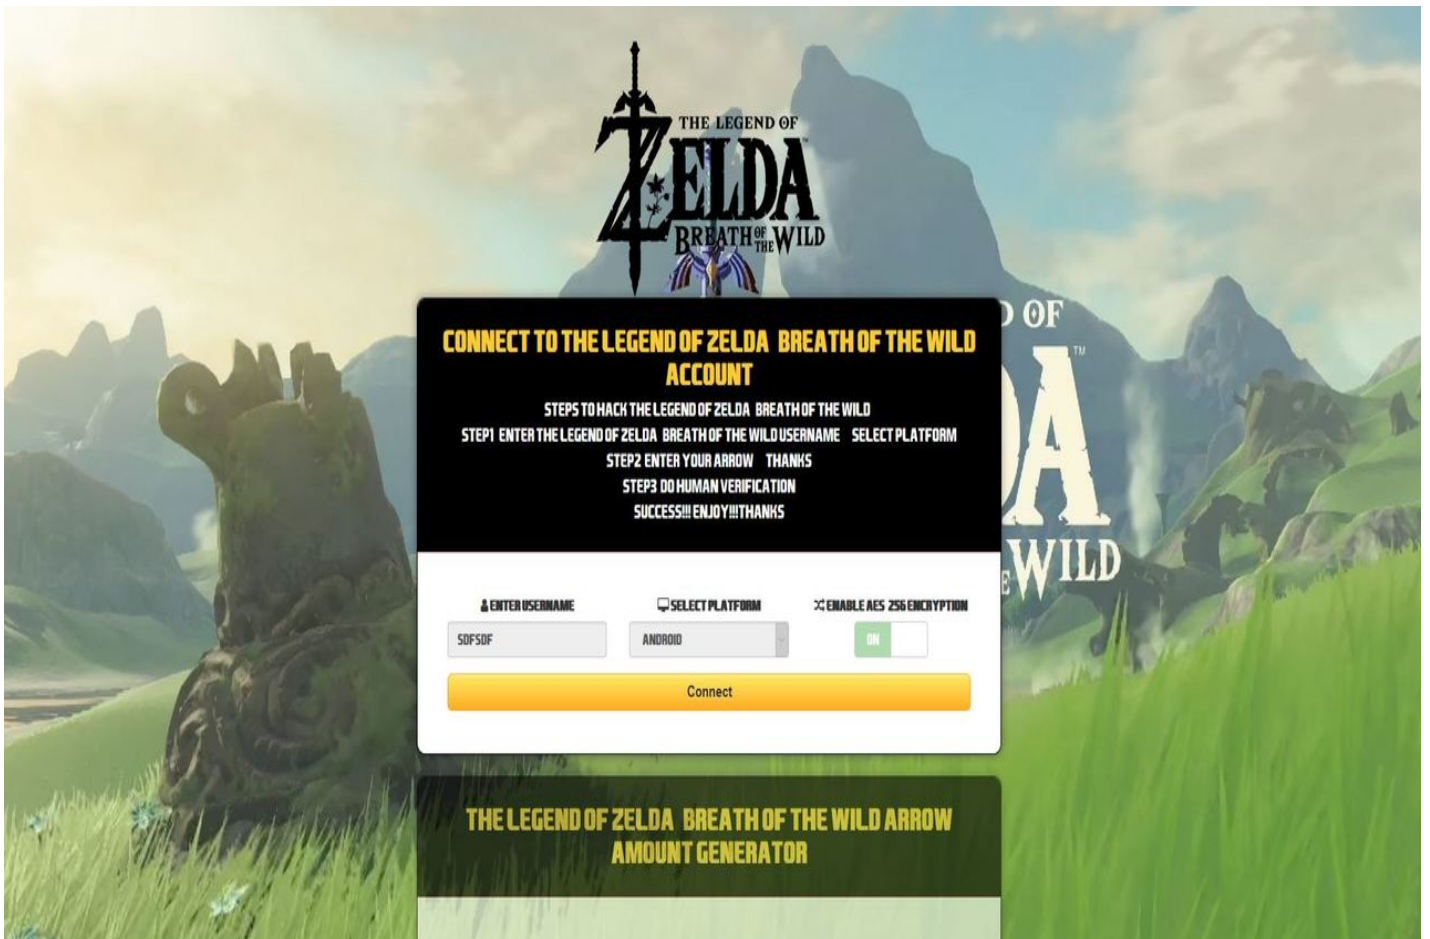 THE LEGEND OF
ZELDA
BREATH OF THE WILD
D OF
™
DA
E WILD
CONNECT TO THE LEGEND OF ZELDA BREATH OF THE WILD
ACCOUNT
STEPS TO HACK THE LEGEND OF ZELDA BREATH OF THE WILD
STEP1 ENTER THE LEGEND OF ZELDA BREATH OF THE WILD USERNAME SELECT PLATFORM
STEP2 ENTER YOUR ARROW THANKS
STEP3 DO HUMAN VERIFICATION
SUCCESS!!! ENJOY!!!THANKS
ENTER USERNAME
SELECT PLATFORM
ENABLE AES 256 ENCRYPTION
SDFSDF
ANDROID
ON
Connect
THE LEGEND OF ZELDA BREATH OF THE WILD ARROW
AMOUNT GENERATOR